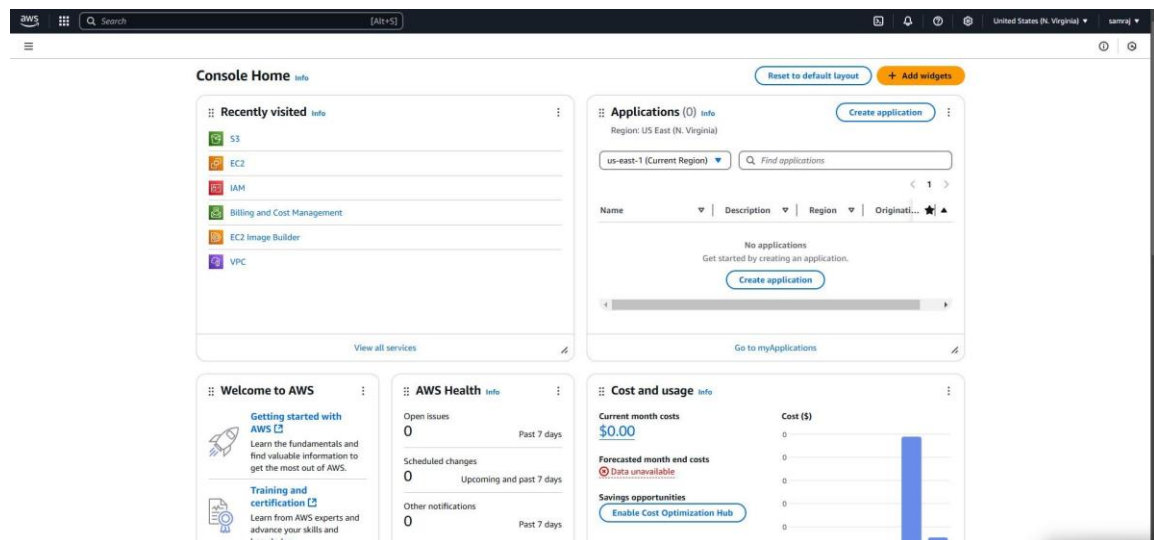 aws
Search
[Alt+S]
United States (N. Virginia)
samraj
Console Home Info
Reset to default layout
+ Add widgets
Recently visited Info
S3
EC2
IAM
Billing and Cost Management
EC2 Image Builder
VPC
View all services
Applications (0) Info
Create application
Region: US East (N. Virginia)
us-east-1 (Current Region)
Find applications
1
Name
Description
Region
Originati...
No applications
Get started by creating an application.
Create application
Go to myApplications
Welcome to AWS
Getting started with
AWS
Learn the fundamentals and
find valuable information to
get the most out of AWS.
Training and
certification
Learn from AWS experts and
advance your skills and
AWS Health Info
Open issues
0
Past 7 days
Scheduled changes
0
Upcoming and past 7 days
Other notifications
0
Past 7 days
Cost and usage Info
Current month costs
$0.00
Forecasted month end costs
Data unavailable
Savings opportunities
Enable Cost Optimization Hub
Cost ($)
0
0
0
0
0